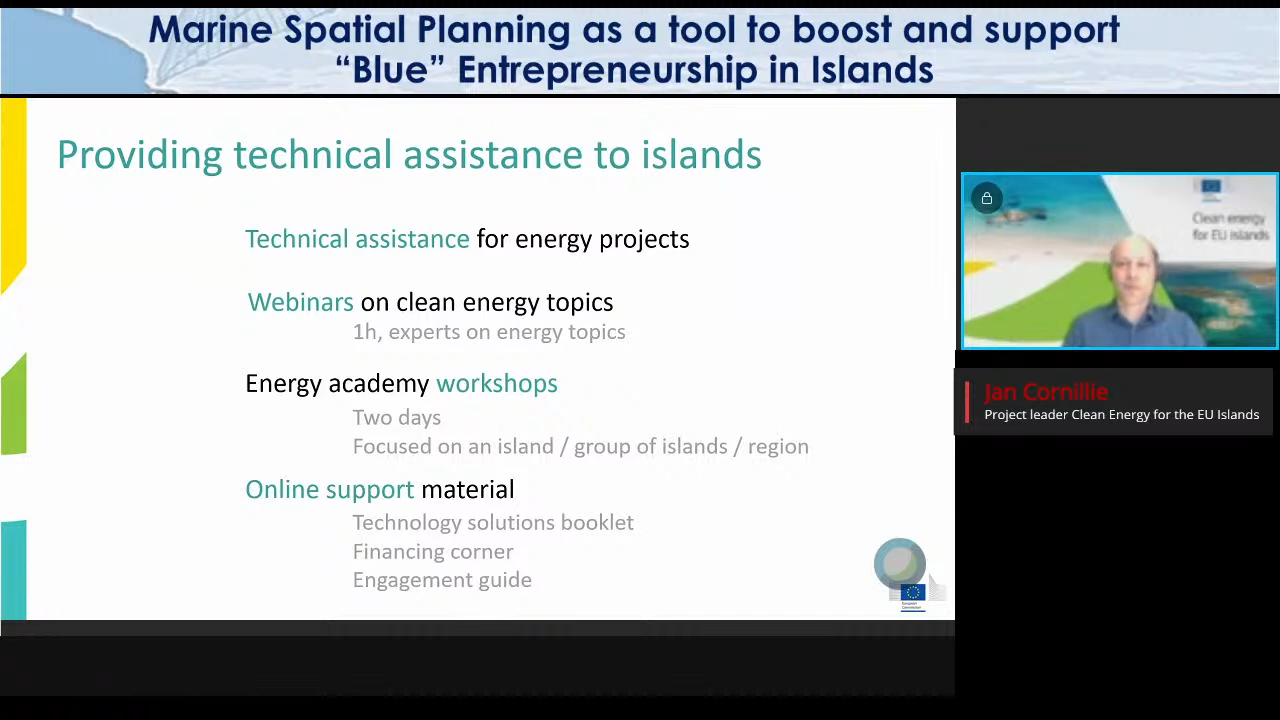 Marine Spatial Planning as a tool to boost and support
“Blue” Entrepreneurship in Islands
Providing technical assistance to islands
Technical assistance for energy projects
Webinars on clean energy topics
1h, experts on energy topics
Energy academy workshops
Two days
Focused on an island / group of islands / region
Online support material
Technology solutions booklet
Financing corner
Engagement guide
European
Commission
Clean energy
for EU islands
Jan Cornillie
Project leader Clean Energy for the EU Islands